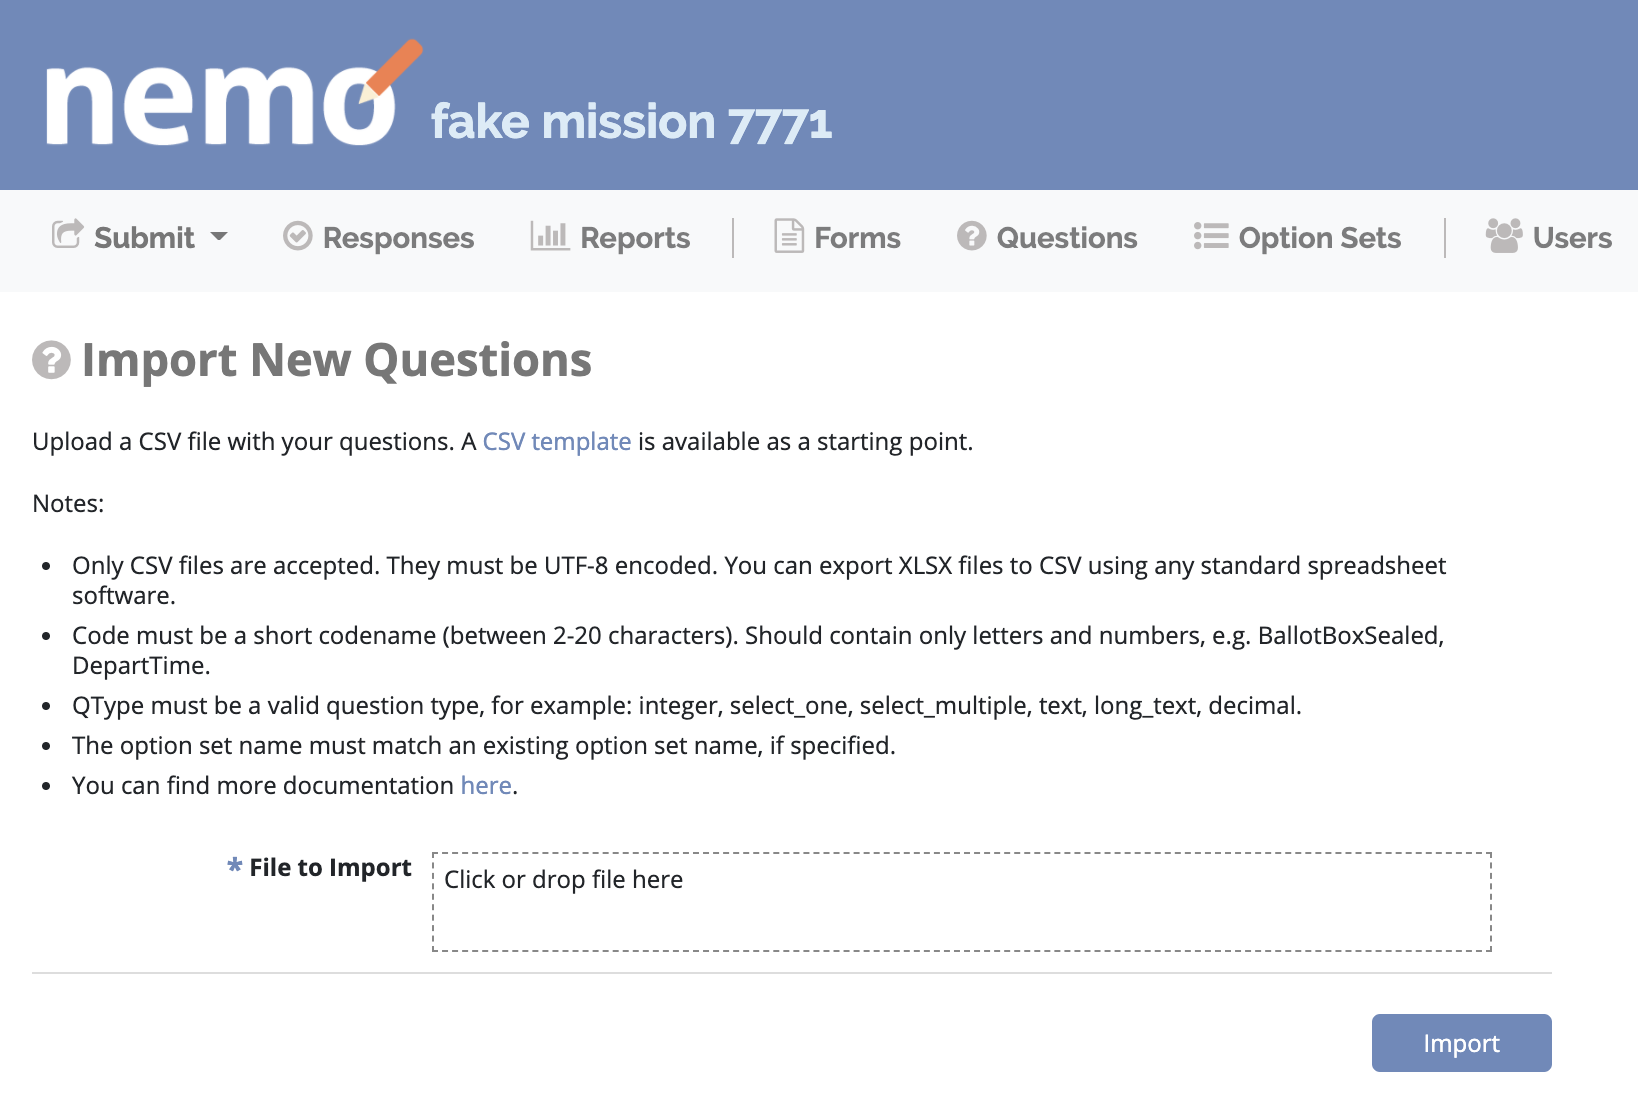 nemo fake mission 7771
Submit Responses Reports Forms Questions Option Sets Users
? Import New Questions
Upload a CSV file with your questions. A CSV template is available as a starting point.
Notes:
• Only CSV files are accepted. They must be UTF-8 encoded. You can export XLSX files to CSV using any standard spreadsheet
software.
• Code must be a short codename (between 2-20 characters). Should contain only letters and numbers, e.g. BallotBoxSealed,
DepartTime.
• QType must be a valid question type, for example: integer, select_one, select_multiple, text, long_text, decimal.
• The option set name must match an existing option set name, if specified.
• You can find more documentation here.
* File to Import Click or drop file here
Import